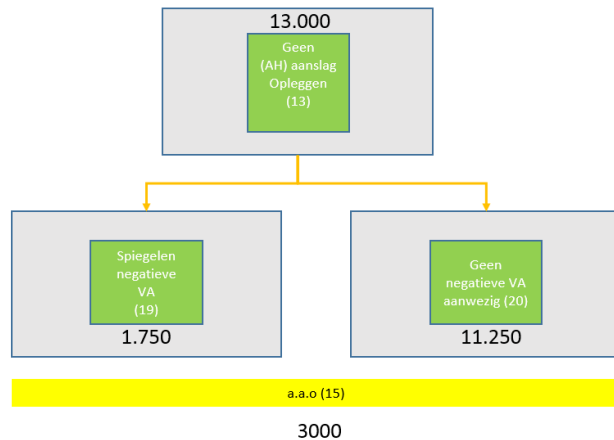 13.000
Geen
(AH) aanslag
Opleggen
(13)
Spiegelen
negatieve
VA
(19)
1.750
Geen
negatieve VA
aanwezig (20)
11.250
a.a.o (15)
3000